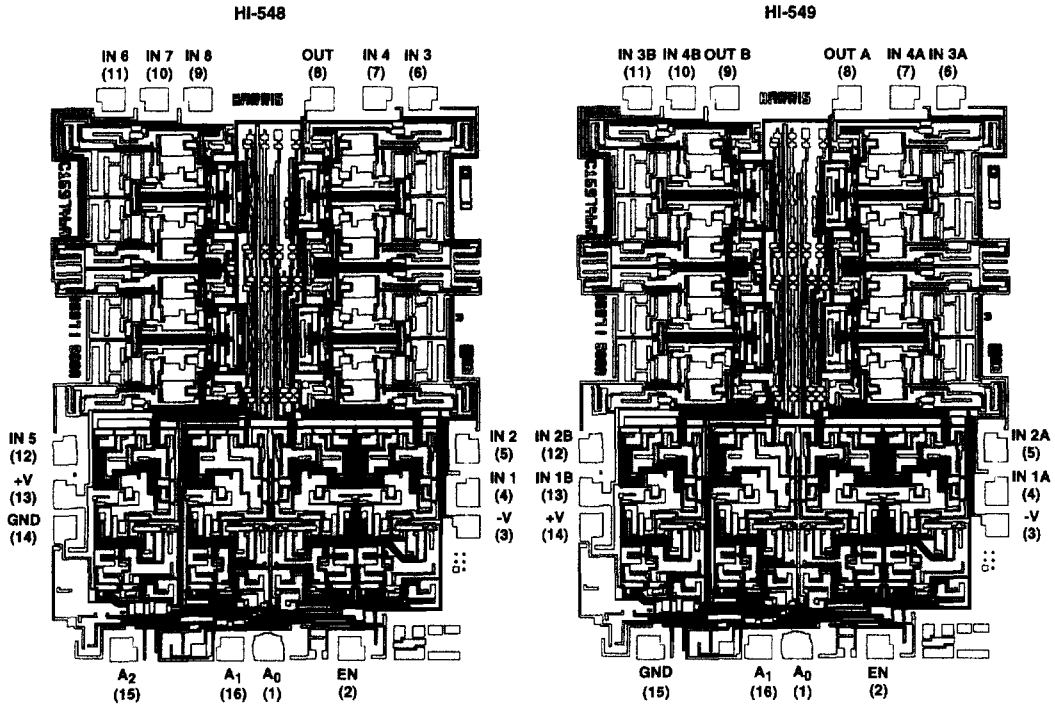 HI-548
IN 6 IN 7 IN 8 OUT IN 4 IN 3
(11) (10) (9) (8) (7) (6)
HARRIS
IN 5
(12)
+V
(13)
GND
(14)
IN 2
(5)
IN 1
(4)
-V
(3)
A2 A1 A0 EN
(15) (16) (1) (2)
HI-549
IN 3B IN 4B OUT B OUT A IN 4A IN 3A
(11) (10) (9) (8) (7) (6)
HARRIS
IN 2B
(12)
IN 1B
(13)
+V
(14)
IN 2A
(5)
IN 1A
(4)
-V
(3)
GND A1 A0 EN
(15) (16) (1) (2)